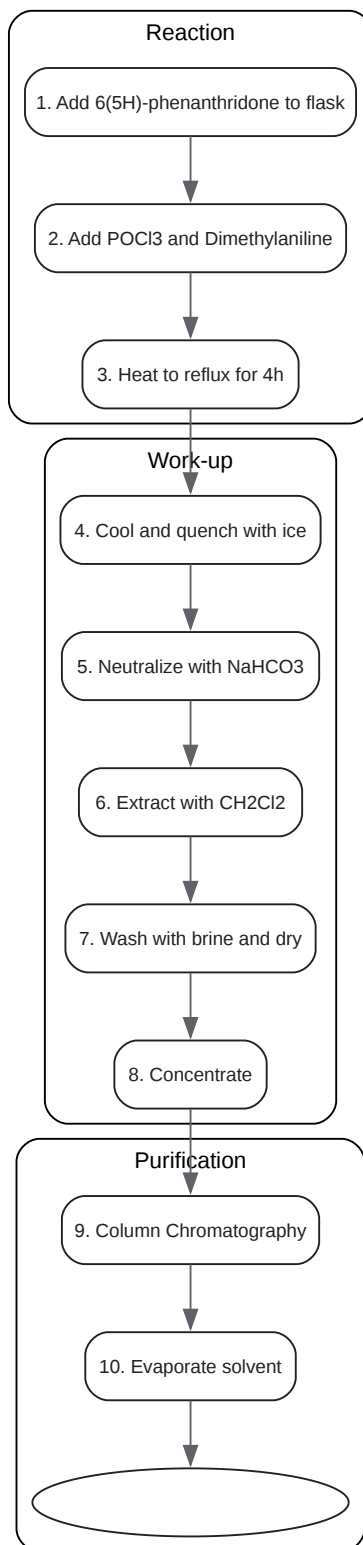 Reaction
1. Add 6(5H)-phenanthridone to flask
2. Add POCl3 and Dimethylaniline
3. Heat to reflux for 4h
Work-up
4. Cool and quench with ice
5. Neutralize with NaHCO3
6. Extract with CH2Cl2
7. Wash with brine and dry
8. Concentrate
Purification
9. Column Chromatography
10. Evaporate solvent